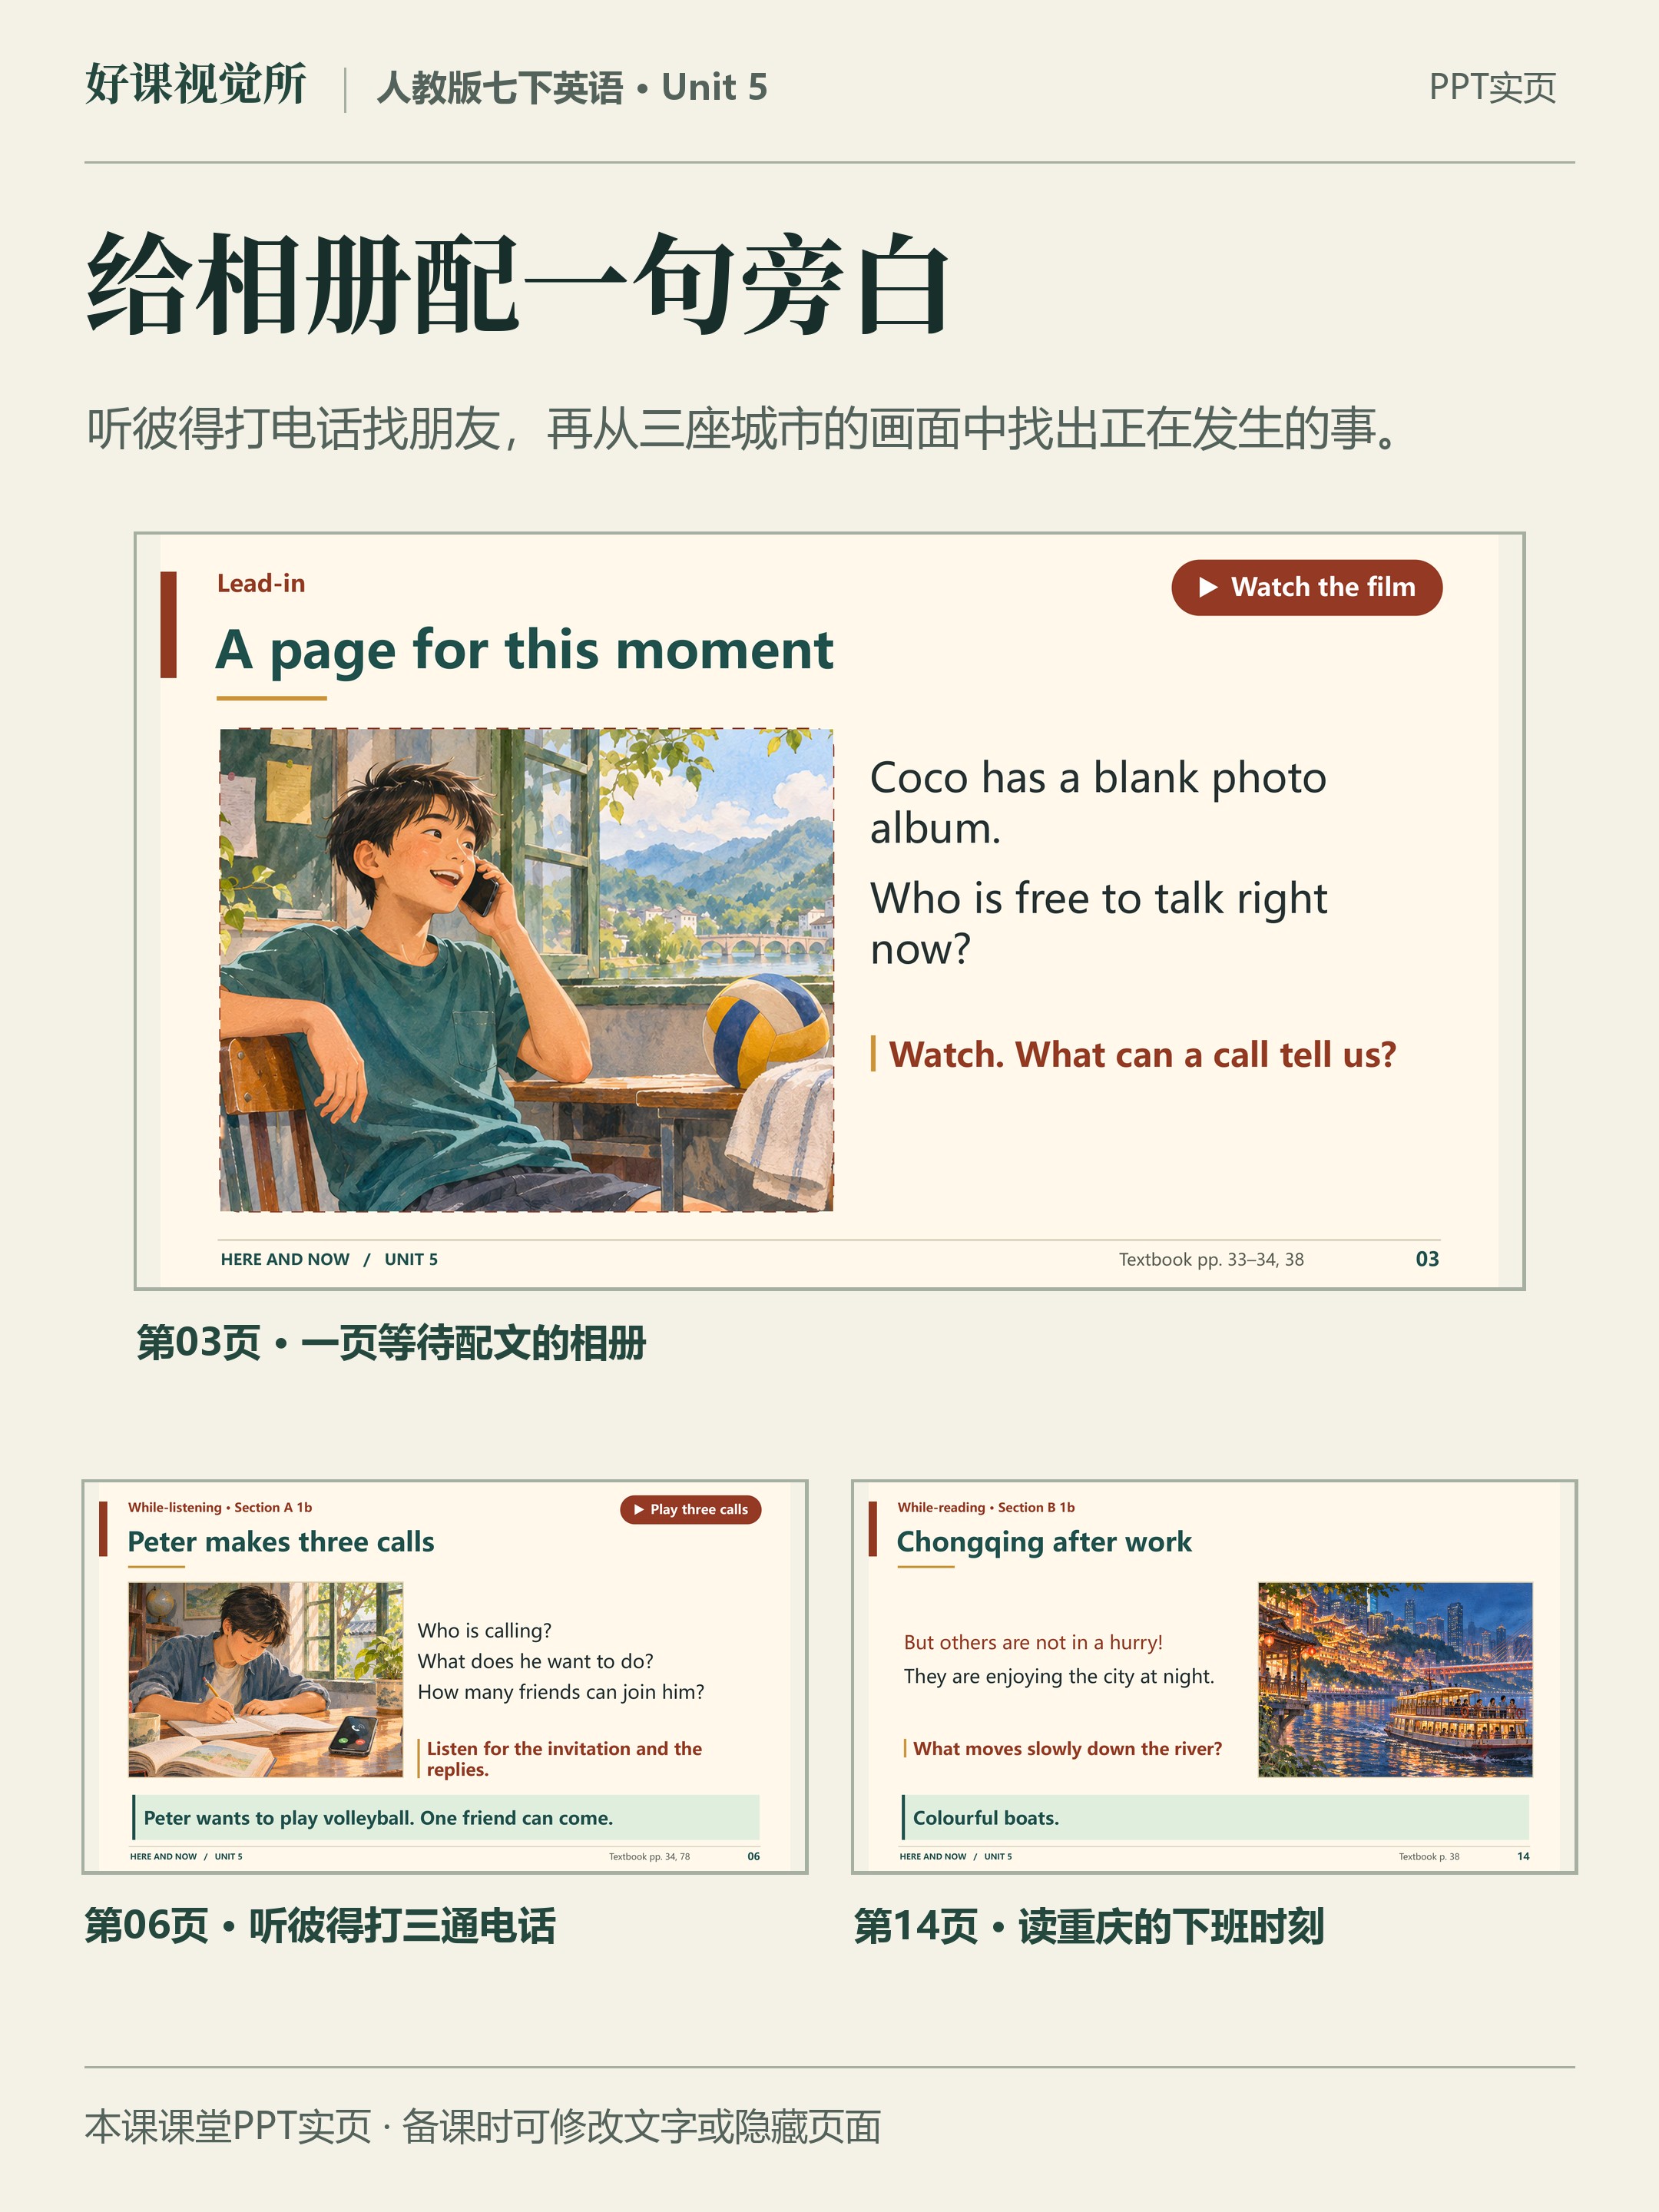 好课视觉所
人教版七下英语 • Unit 5
PPT实页
给相册配一句旁白
听彼得打电话找朋友，再从三座城市的画面中找出正在发生的事。
Lead-in
▶ Watch the film
A page for this moment
Coco has a blank photo
album.
Who is free to talk right
now?
Watch. What can a call tell us?
HERE AND NOW / UNIT 5
Textbook pp. 33–34, 38
03
第03页 • 一页等待配文的相册
While-listening • Section A 1b
▶ Play three calls
Peter makes three calls
Who is calling?
What does he want to do?
How many friends can join him?
Listen for the invitation and the
replies.
Peter wants to play volleyball. One friend can come.
HERE AND NOW / UNIT 5
Textbook pp. 34, 78
06
第06页 • 听彼得打三通电话
While-reading • Section B 1b
Chongqing after work
But others are not in a hurry!
They are enjoying the city at night.
What moves slowly down the river?
Colourful boats.
HERE AND NOW / UNIT 5
Textbook p. 38
14
第14页 • 读重庆的下班时刻
本课课堂PPT实页 · 备课时可修改文字或隐藏页面